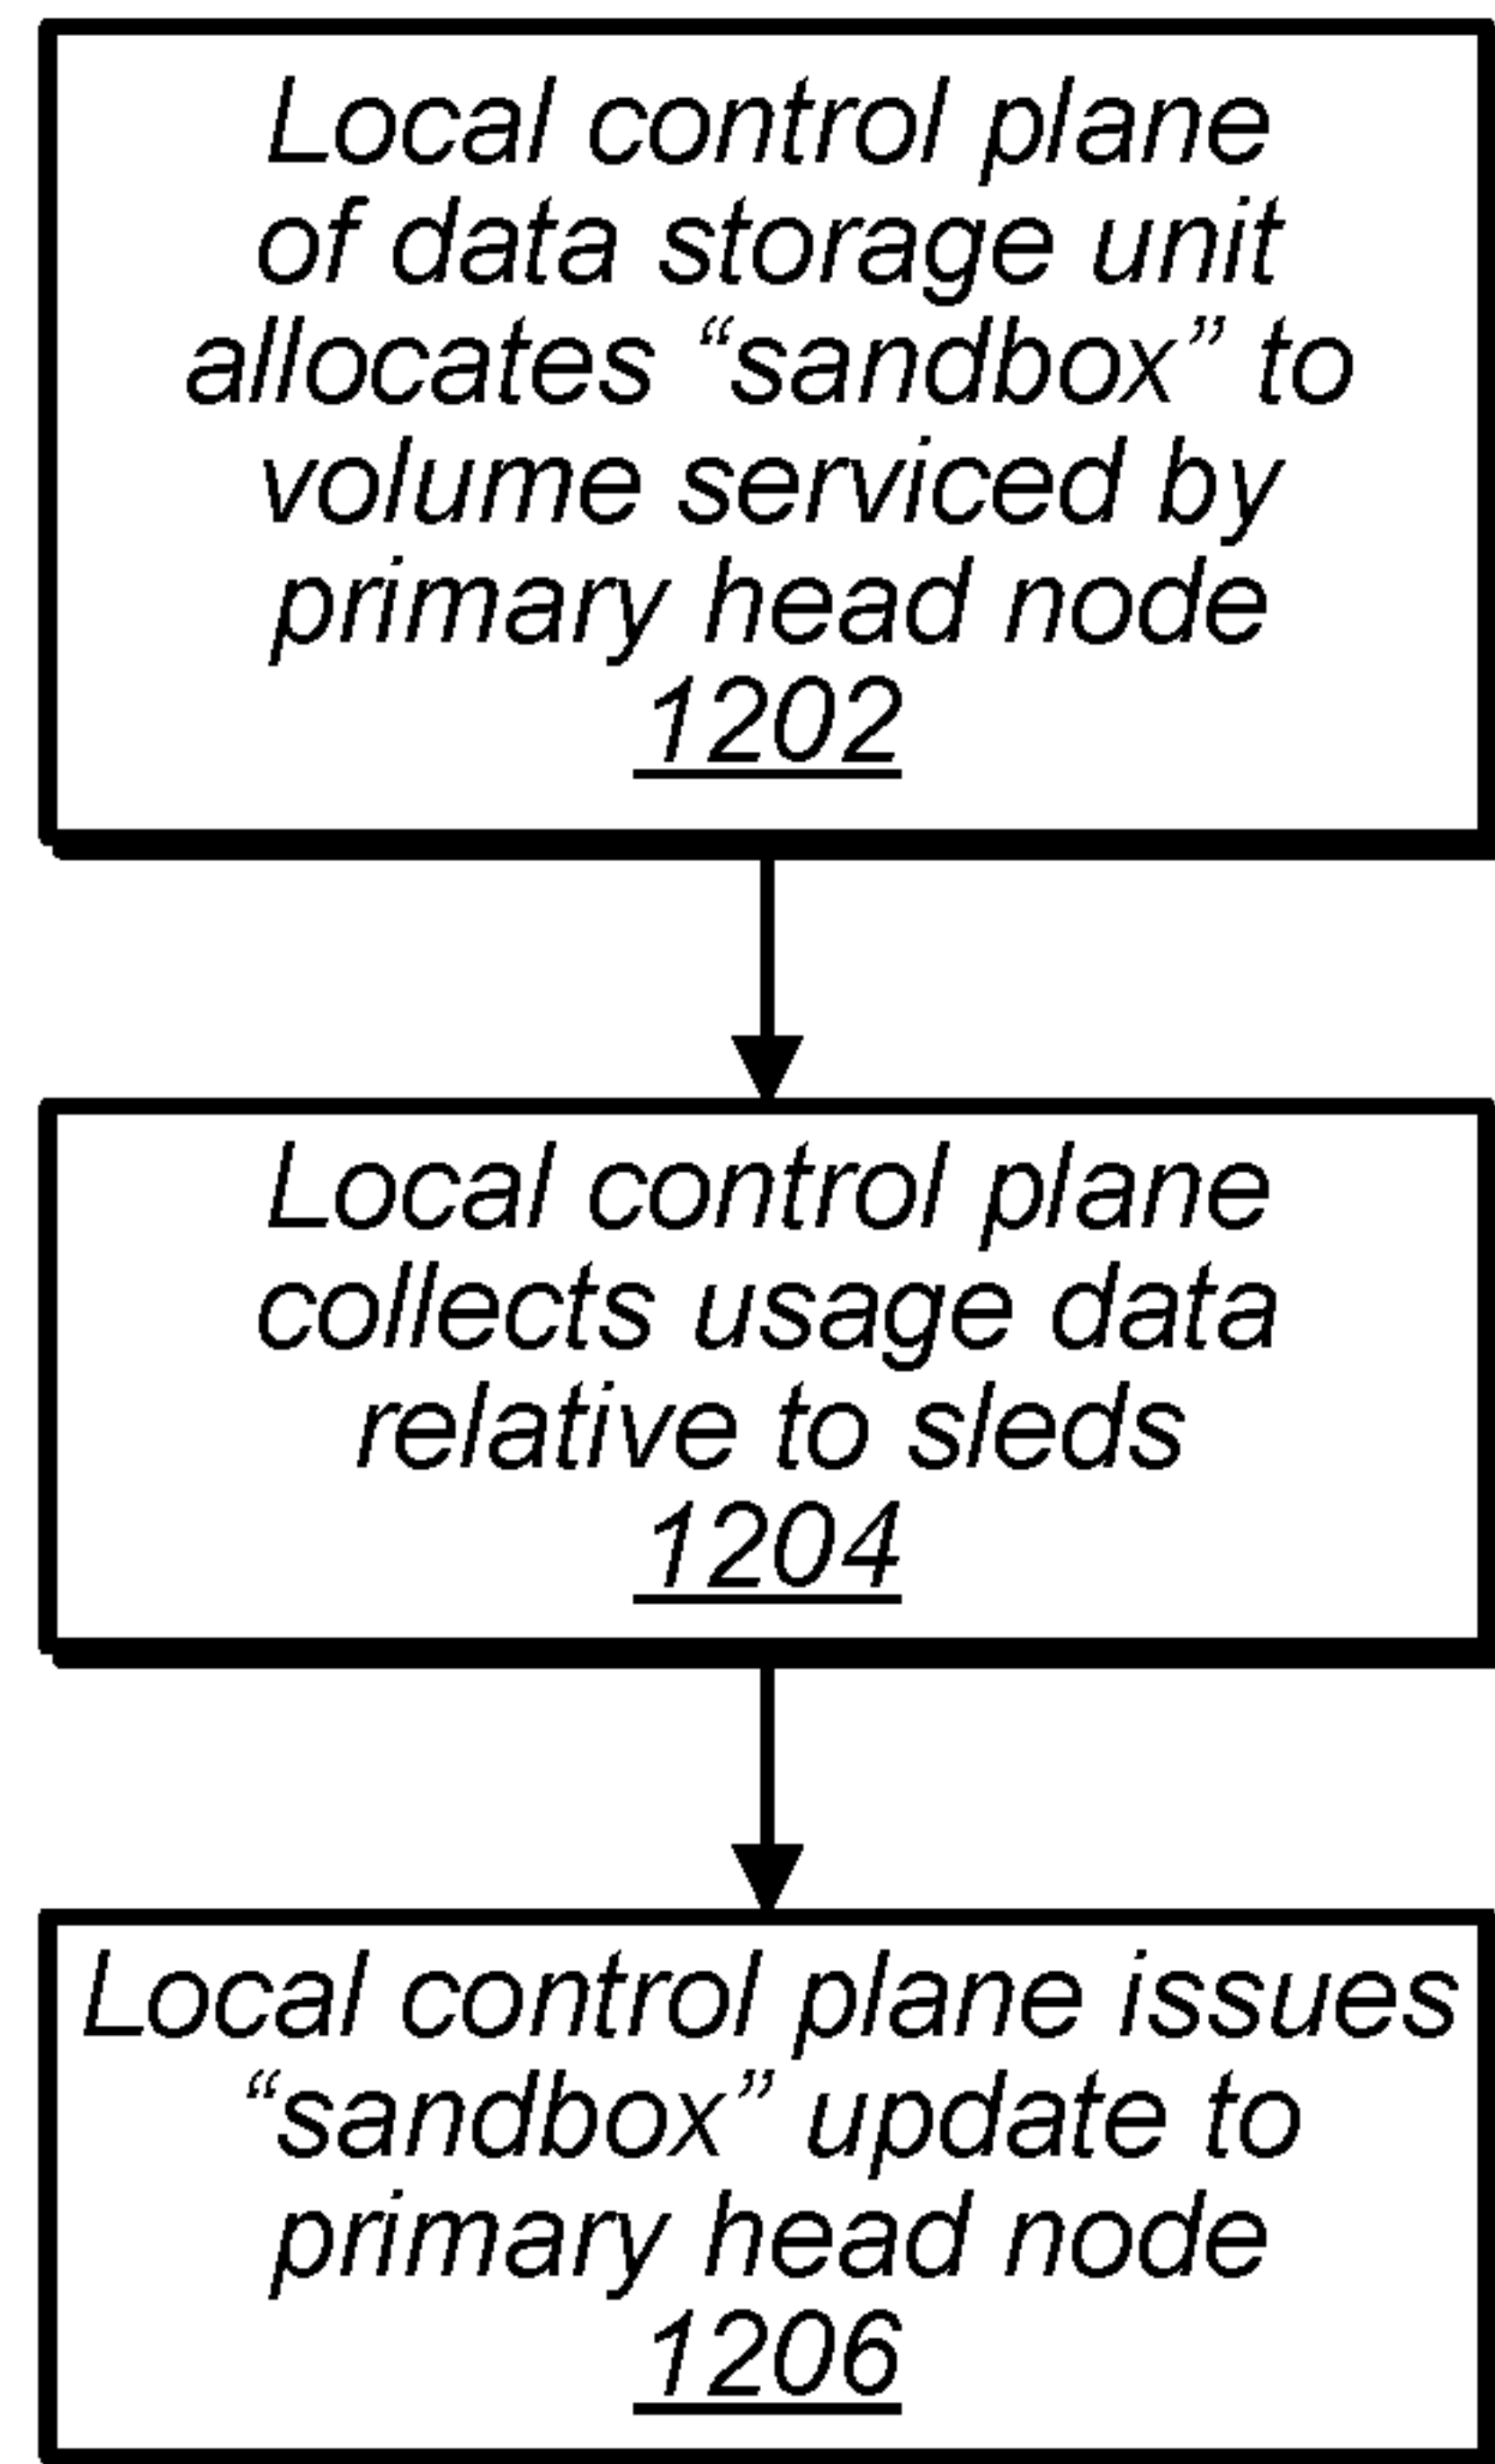 Local control plane
of data storage unit
allocates “sandbox” to
volume serviced by
primary head node
1202
Local control plane
collects usage data
relative to sleds
1204
Local control plane issues
“sandbox” update to
primary head node
1206